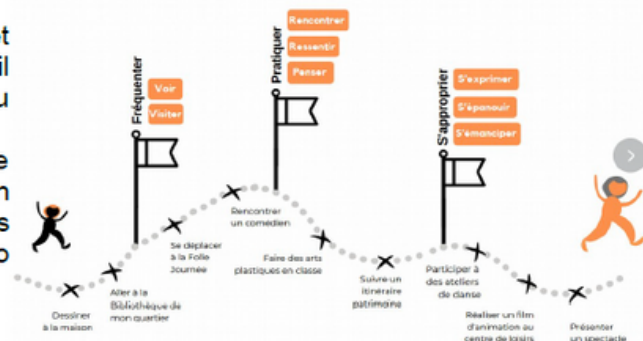 et
il
u
e
n
s
o
Fréquenter
Voir
Visiter
Pratiquer
Rencontrer
Ressentir
Penser
S'approprier
S'exprimer
S'épanouir
S'émanciper
Dessiner
à la maison
Aller à la
Bibliothèque de
mon quartier
Se déplacer
à la Folle
Journée
Rencontrer
un comédien
Faire des arts
plastiques en classe
Suivre un
itinéraire
patrimoine
Participer à
des ateliers
de danse
Réaliser un film
d'animation au
centre de loisirs
Présenter
un spectacle